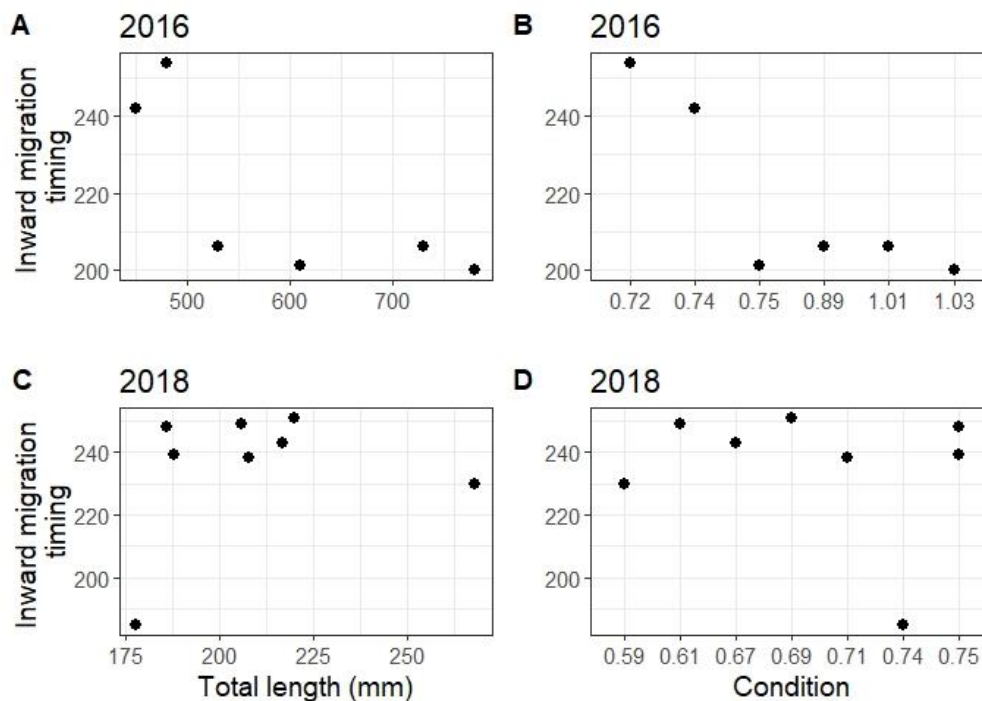 A 2016
B 2016
Inward migration
timing
240
220
200
500 600 700
0.72 0.74 0.75 0.89 1.01 1.03
C 2018
D 2018
Inward migration
timing
240
220
200
240
220
200
175 200 225 250
0.59 0.61 0.67 0.69 0.71 0.74 0.75
Total length (mm)
Condition
240
220
200